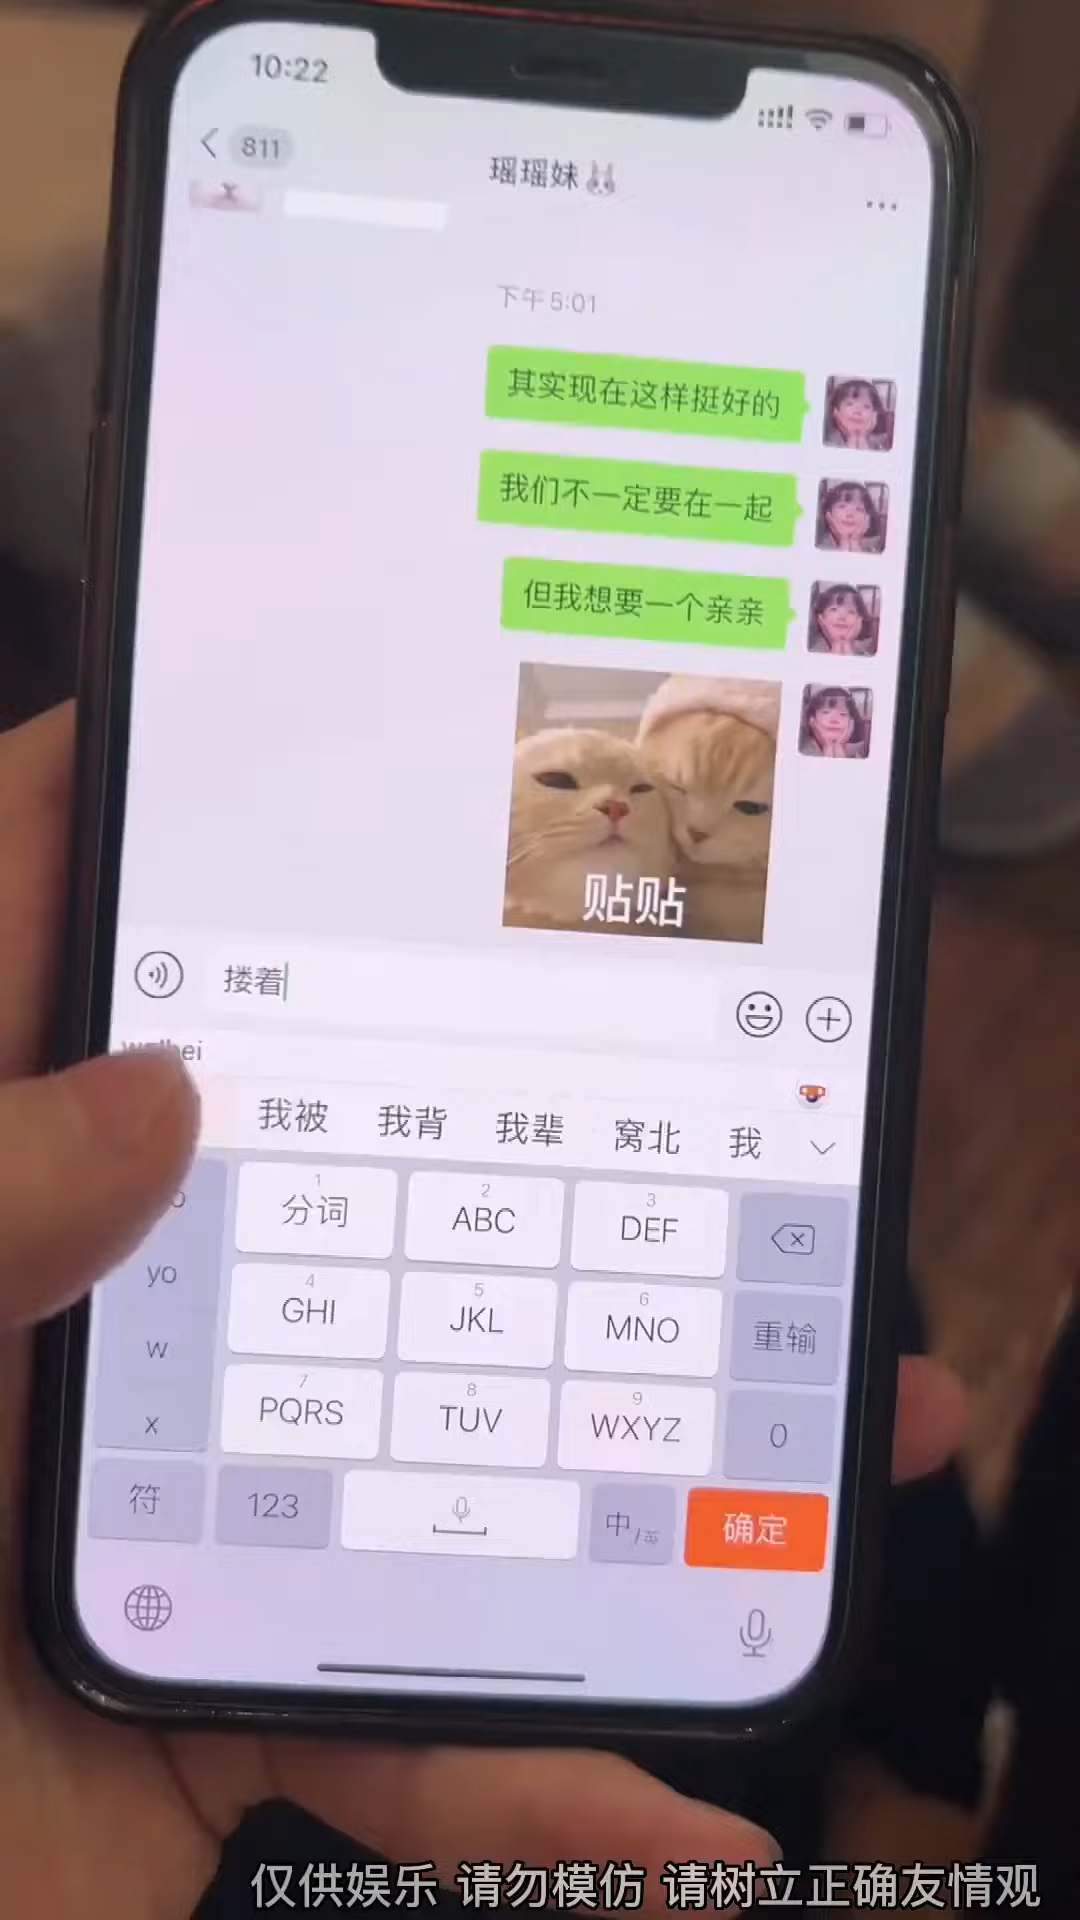 10:22
811
瑶瑶妹
下午5:01
其实现在这样挺好的
我们不一定要在一起
但我想要一个亲亲
贴贴
搂着
我被 我背 我辈 窝北 我
1 分词
2 ABC
3 DEF
yo
4 GHI
5 JKL
6 MNO
重输
w
7 PQRS
8 TUV
9 WXYZ
0
x
符
123
中/英
确定
仅供娱乐 请勿模仿 请树立正确友情观